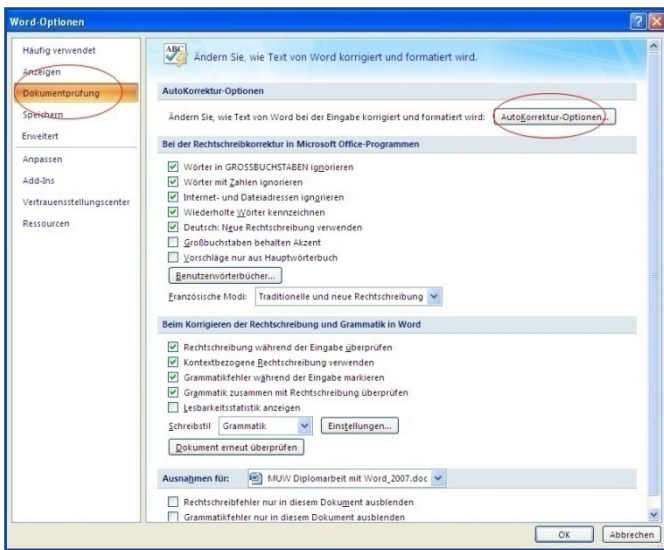 Word-Optionen
Häufig verwendet
Anzeigen
Dokumentprüfung
Speichern
Erweitert
Anpassen
Add-Ins
Vertrauensstellungscenter
Ressourcen
ABC
Ändern Sie, wie Text von Word korrigiert und formatiert wird.
AutoKorrektur-Optionen
Ändern Sie, wie Text von Word bei der Eingabe korrigiert und formatiert wird: AutoKorrektur-Optionen...
Bei der Rechtschreibkorrektur in Microsoft Office-Programmen
Wörter in GROSSBUCHSTABEN ignorieren
Wörter mit Zahlen ignorieren
Internet- und Dateiadressen ignorieren
Wiederholte Wörter kennzeichnen
Deutsch: Neue Rechtschreibung verwenden
Großbuchstaben behalten Akzent
Vorschläge nur aus Hauptwörterbuch
Benutzerwörterbücher...
Französische Modi: Traditionelle und neue Rechtschreibung
Beim Korrigieren der Rechtschreibung und Grammatik in Word
Rechtschreibung während der Eingabe überprüfen
Kontextbezogene Rechtschreibung verwenden
Grammatikfehler während der Eingabe markieren
Grammatik zusammen mit Rechtschreibung überprüfen
Lesbarkeitsstatistik anzeigen
Schreibstil Grammatik Einstellungen...
Dokument erneut überprüfen
Ausnahmen für: MUW Diplomarbeit mit Word_2007.doc
Rechtschreibfehler nur in diesem Dokument ausblenden
Grammatikfehler nur in diesem Dokument ausblenden
OK Abbrechen